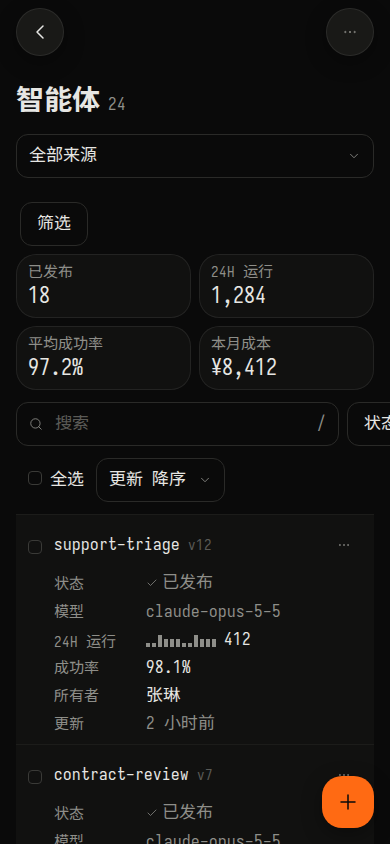 智能体 24
全部来源
筛选
已发布
18
24H 运行
1,284
平均成功率
97.2%
本月成本
¥8,412
搜索 /
状态
全选
更新 降序
support-triage v12
状态 已发布
模型 claude-opus-5-5
24H 运行 412
成功率 98.1%
所有者 张琳
更新 2 小时前
contract-review v7
状态 已发布
模型 claude-opus-5-5